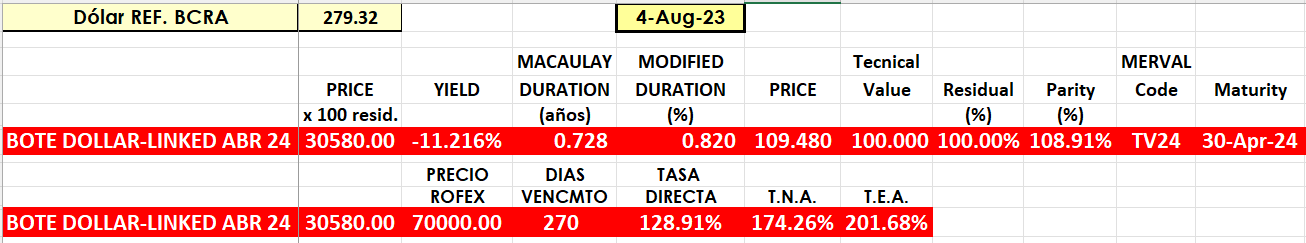 Dólar REF. BCRA 279.32 4-Aug-23
MACAULAY MODIFIED Tecnical MERVAL
PRICE YIELD DURATION DURATION PRICE Value Residual Parity Code Maturity
x 100 resid. (años) (%) (%) (%)
BOTE DOLLAR-LINKED ABR 24 30580.00 -11.216% 0.728 0.820 109.480 100.000 100.00% 108.91% TV24 30-Apr-24
PRECIO DIAS TASA
ROFEX VENCMTO DIRECTA T.N.A. T.E.A.
BOTE DOLLAR-LINKED ABR 24 30580.00 70000.00 270 128.91% 174.26% 201.68%